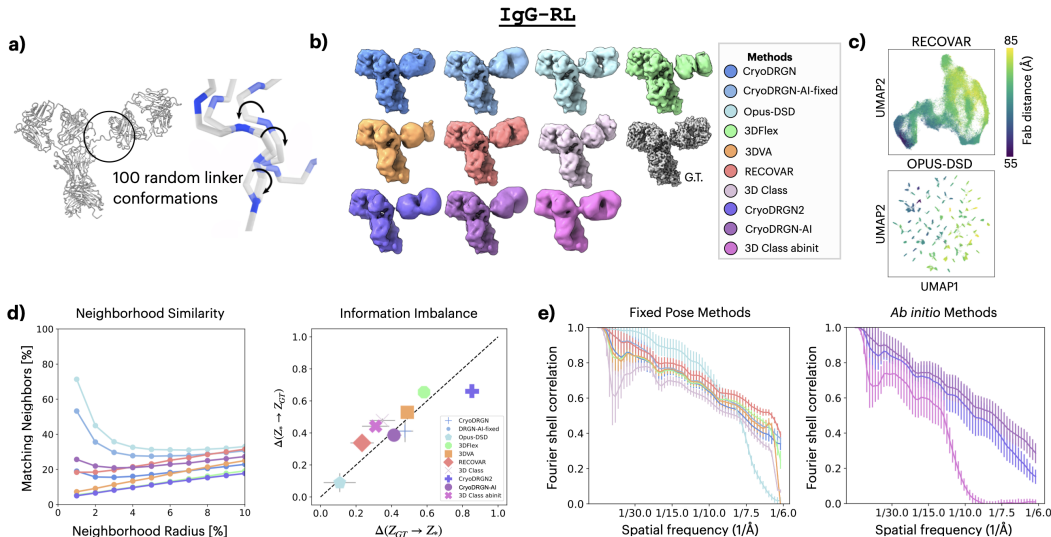 IgG-RL
a)
100 random linker
conformations
b)
G.T.
Methods
CryoDRGN
CryoDRGN-AI-fixed
Opus-DSD
3DFlex
3DVA
RECOVAR
3D Class
CryoDRGN2
CryoDRGN-AI
3D Class abinit
c)
RECOVAR
UMAP2
85
Fab distance (Å)
55
OPUS-DSD
UMAP2
UMAP1
d)
Neighborhood Similarity
Matching Neighbors [%]
100
80
60
40
20
0
0 2 4 6 8 10
Neighborhood Radius [%]
Information Imbalance
Δ(Z* → Z_GT)
1.0
0.8
0.6
0.4
0.2
0.0
0.0 0.2 0.4 0.6 0.8 1.0
Δ(Z_GT → Z*)
CryoDRGN
DRGN-AI-fixed
Opus-DSD
3DFlex
3DVA
RECOVAR
3D Class
CryoDRGN2
CryoDRGN-AI
3D Class abinit
e)
Fixed Pose Methods
Fourier shell correlation
1.0
0.8
0.6
0.4
0.2
0.0
1/30.0 1/15.0 1/10.0 1/7.5 1/6.0
Spatial frequency (1/Å)
Ab initio Methods
Fourier shell correlation
1.0
0.8
0.6
0.4
0.2
0.0
1/30.0 1/15.0 1/10.0 1/7.5 1/6.0
Spatial frequency (1/Å)